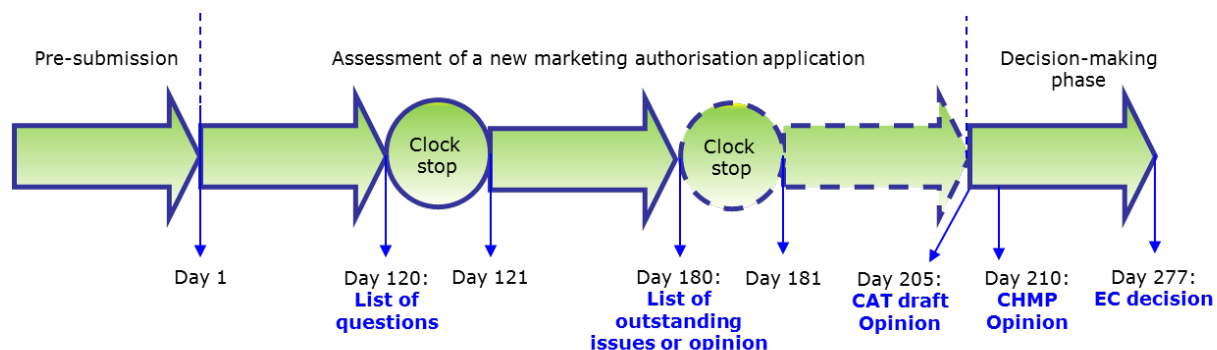 Pre-submission
Assessment of a new marketing authorisation application
Decision-making
phase
Clock
stop
Clock
stop
Day 1
Day 120:
List of
questions
Day 121
Day 180:
List of
outstanding
issues or opinion
Day 181
Day 205:
CAT draft
Opinion
Day 210:
CHMP
Opinion
Day 277:
EC decision